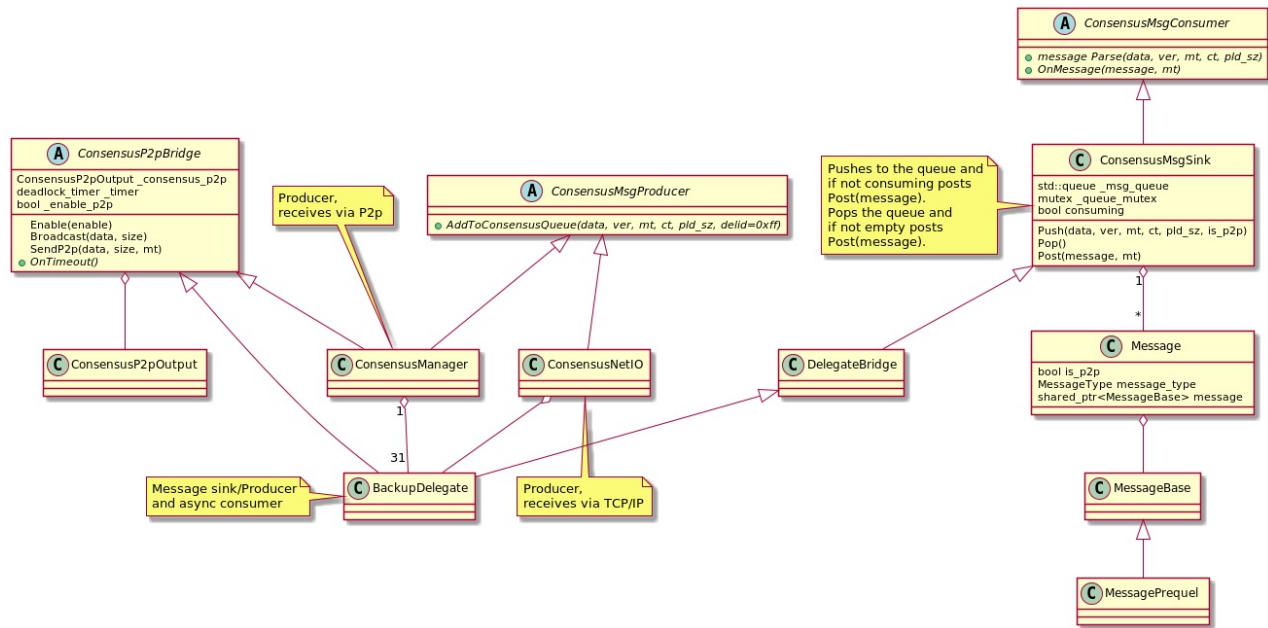 A ConsensusMsgConsumer
message Parse(data, ver, mt, ct, pld_sz)
OnMessage(message, mt)
A ConsensusP2pBridge
ConsensusP2pOutput _consensus_p2p
deadlock_timer _timer
bool _enable_p2p
Enable(enable)
Broadcast(data, size)
SendP2p(data, size, mt)
OnTimeout()
Producer,
receives via P2p
A ConsensusMsgProducer
AddToConsensusQueue(data, ver, mt, ct, pld_sz, delid=0xff)
Pushes to the queue and
if not consuming posts
Post(message).
Pops the queue and
if not empty posts
Post(message).
C ConsensusMsgSink
std::queue _msg_queue
mutex _queue_mutex
bool consuming
Push(data, ver, mt, ct, pld_sz, is_p2p)
Pop()
Post(message, mt)
1
*
C ConsensusP2pOutput
C ConsensusManager
C ConsensusNetIO
C DelegateBridge
C Message
bool is_p2p
MessageType message_type
shared_ptr<MessageBase> message
1
31
Message sink/Producer
and async consumer
C BackupDelegate
Producer,
receives via TCP/IP
C MessageBase
C MessagePrequel